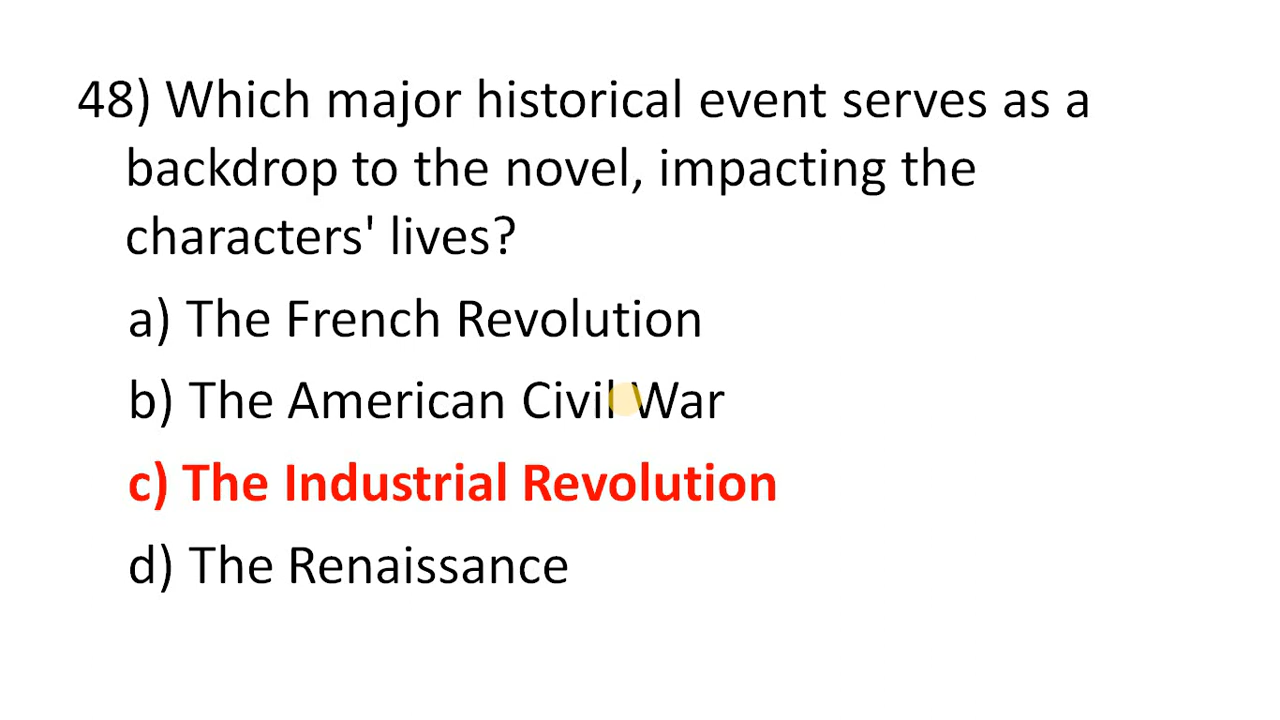 48) Which major historical event serves as a
backdrop to the novel, impacting the
characters' lives?
a) The French Revolution
b) The American Civil War
c) The Industrial Revolution
d) The Renaissance